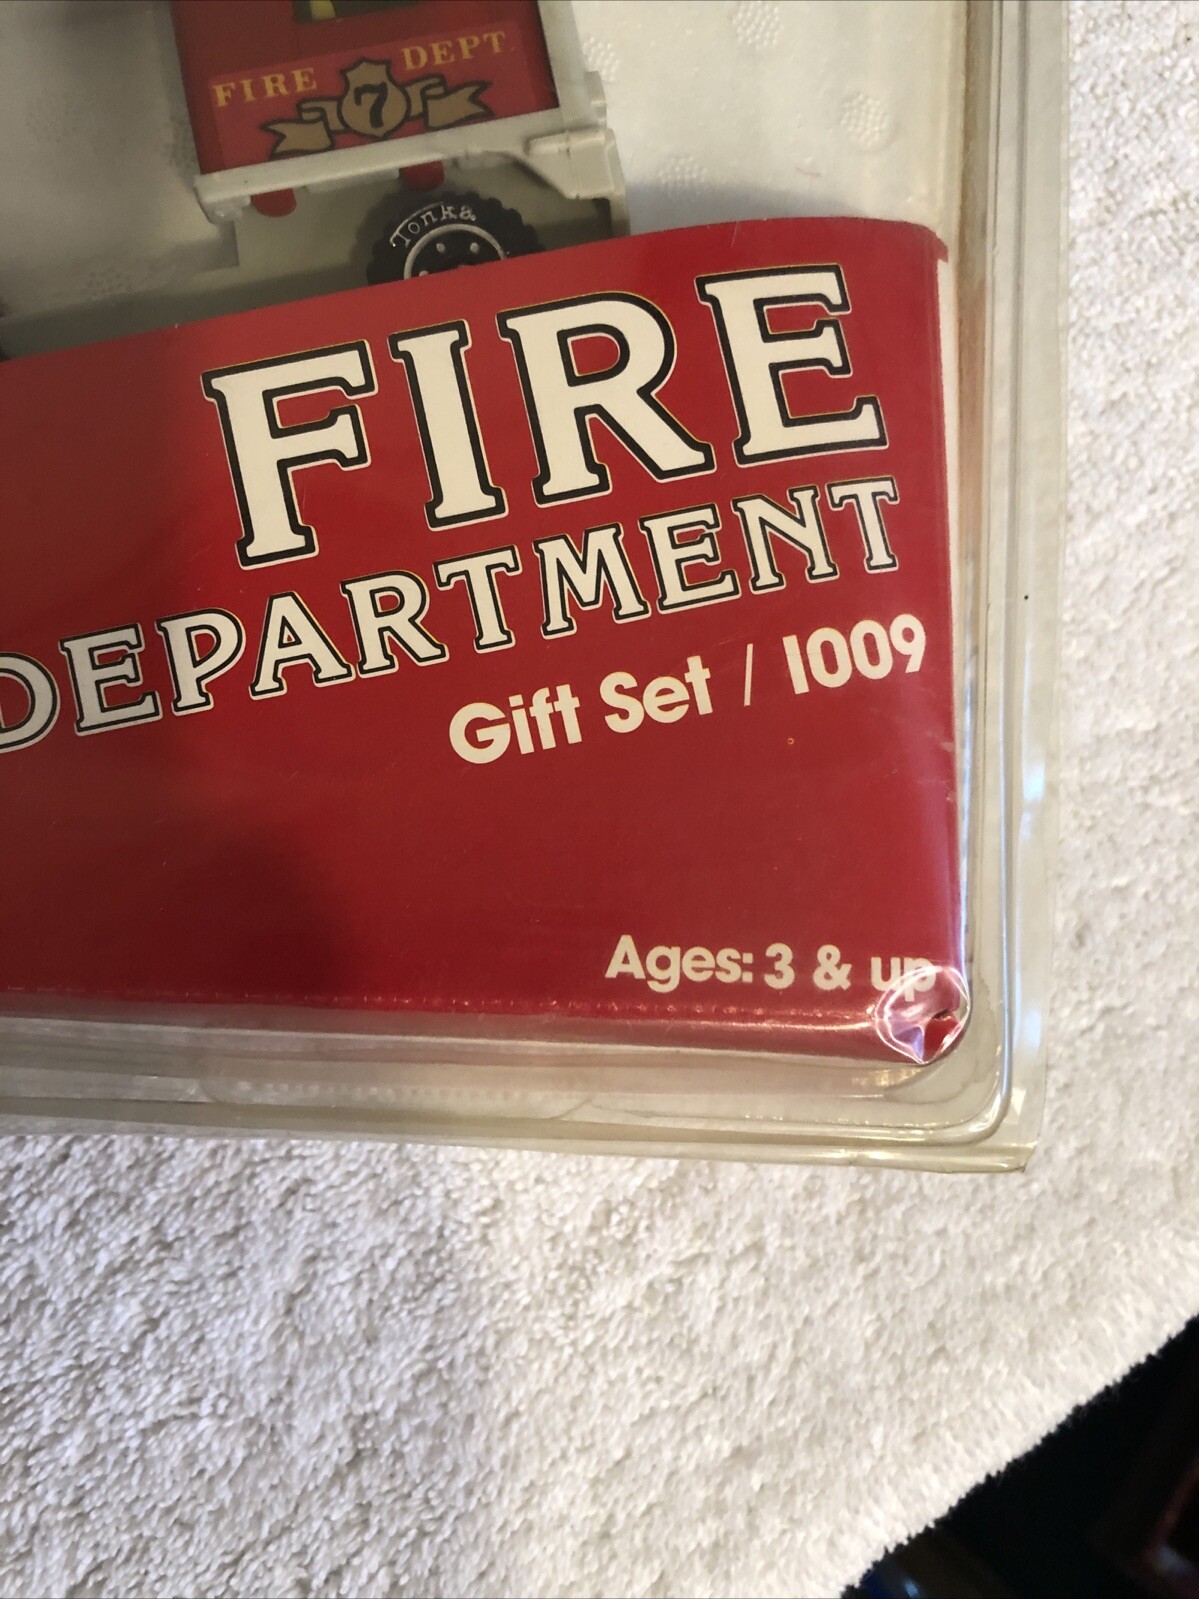 FIRE DEPT.
7
Tonka
FIRE
DEPARTMENT
Gift Set / 1009
Ages: 3 & up